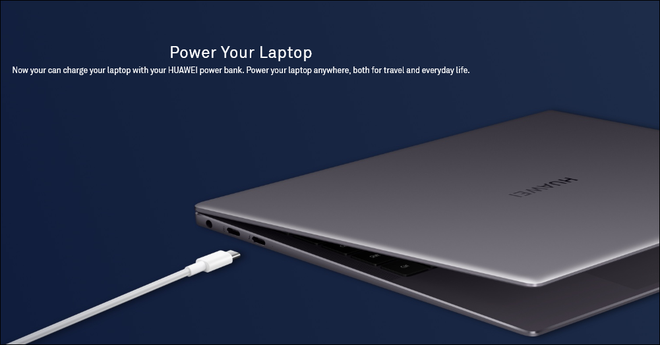 Power Your Laptop
Now your can charge your laptop with your HUAWEI power bank. Power your laptop anywhere, both for travel and everyday life.
HUAWEI